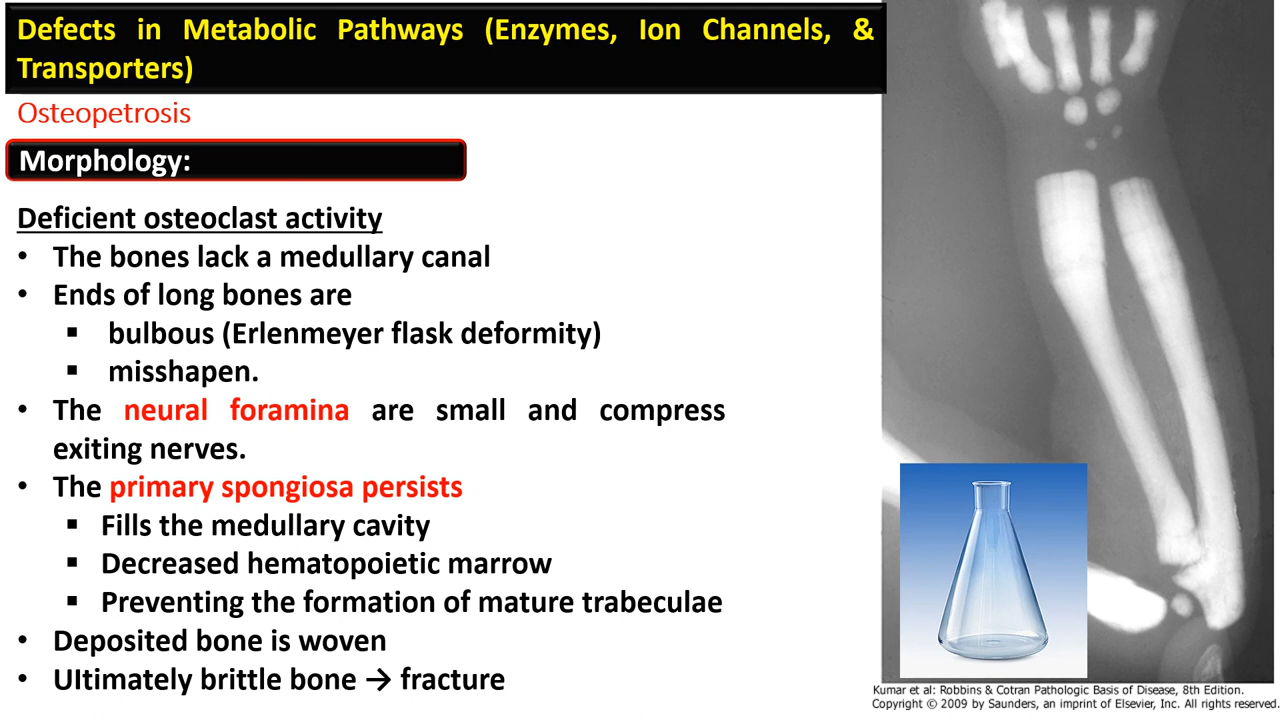 Defects in Metabolic Pathways (Enzymes, Ion Channels, &
Transporters)
Osteopetrosis
Morphology:
Deficient osteoclast activity
• The bones lack a medullary canal
• Ends of long bones are
▪ bulbous (Erlenmeyer flask deformity)
▪ misshapen.
• The neural foramina are small and compress
exiting nerves.
• The primary spongiosa persists
▪ Fills the medullary cavity
▪ Decreased hematopoietic marrow
▪ Preventing the formation of mature trabeculae
• Deposited bone is woven
• Ultimately brittle bone → fracture
Kumar et al: Robbins & Cotran Pathologic Basis of Disease, 8th Edition.
Copyright © 2009 by Saunders, an imprint of Elsevier, Inc. All rights reserved.